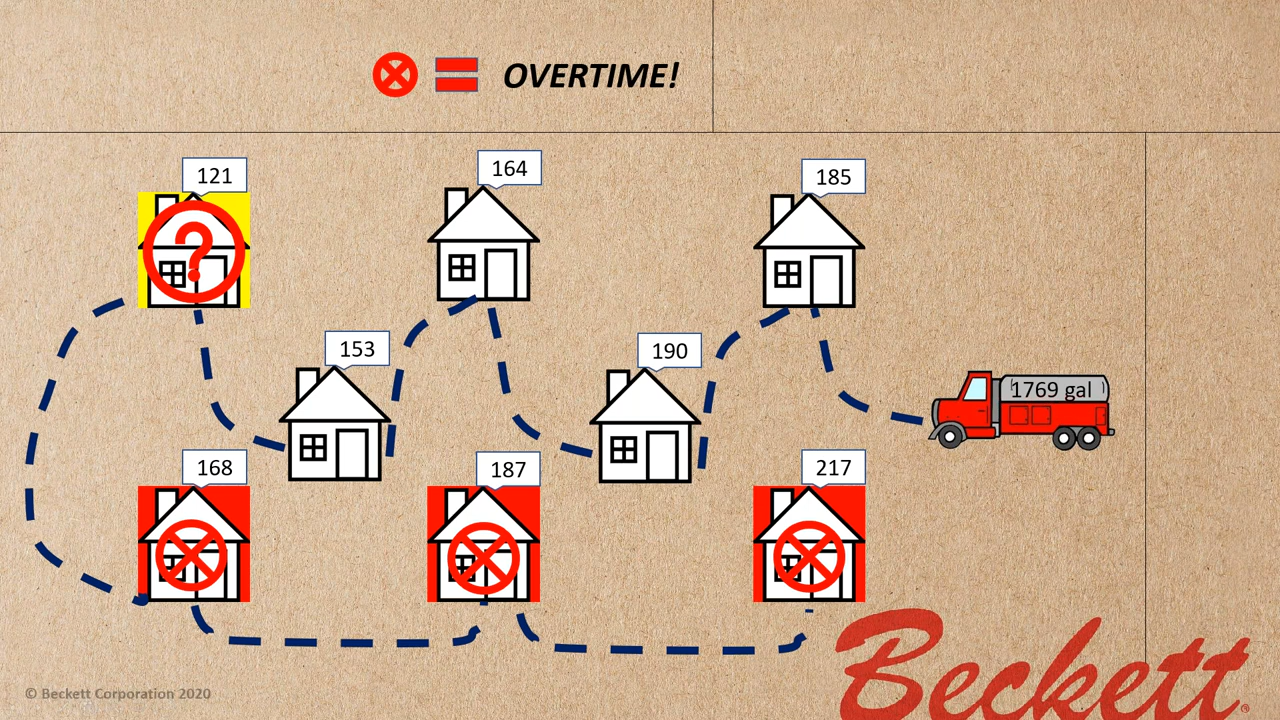 OVERTIME!
121
164
185
?
153
190
1769 gal
168
187
217
© Beckett Corporation 2020
Beckett®